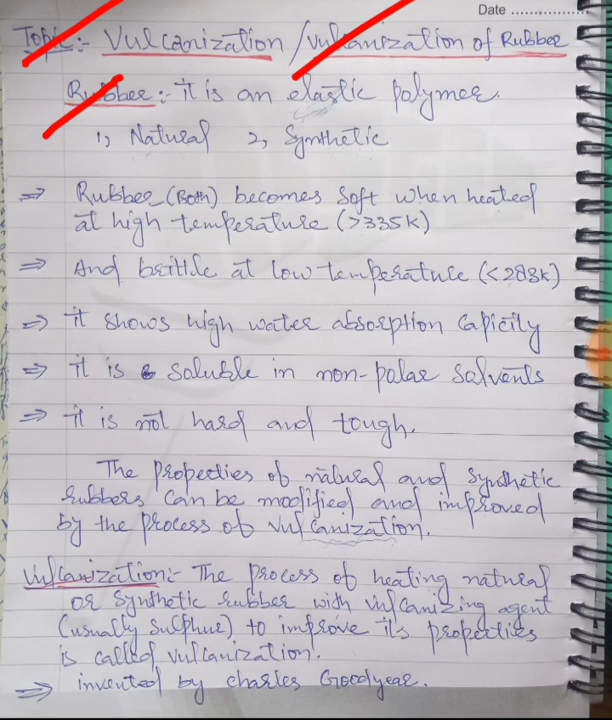 Date ..............
Topic:- Vulcanization / Vulcanization of Rubber
Rubber:- it is an elastic polymer.
1, Natural 2, Synthetic
⇒ Rubber (Both) becomes Soft when heated
at high temperature (>335K)
⇒ And brittle at low temperature (<283K)
⇒ it shows high water absorption Capicity
⇒ it is soluble in non-polar Salvents
⇒ it is not hard and tough.
The properties of natural and Synthetic
rubbers can be modified and improved
by the process of vulcanization.
Vulcanization:- The process of heating natural
or Synthetic rubber with vulcanizing agent
(usually Sulphur) to improve its properties
is called vulcanization.
⇒ invented by Charles Goodyear.